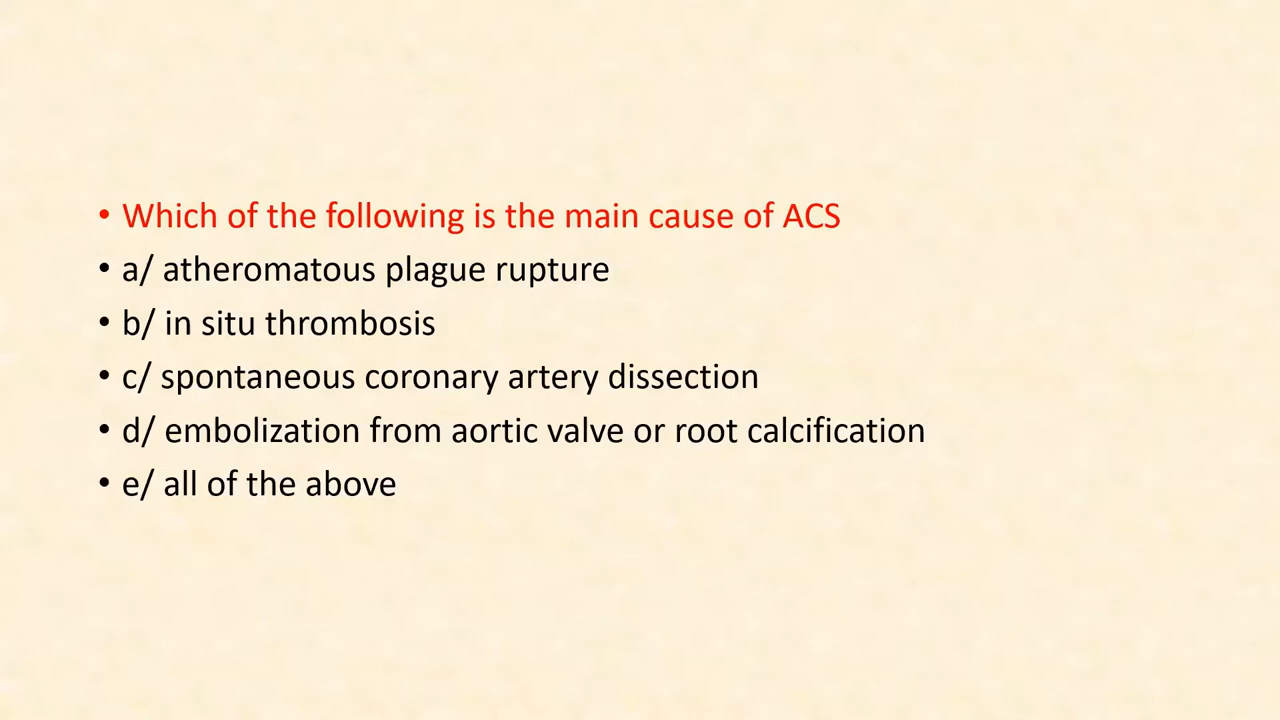 • Which of the following is the main cause of ACS
• a/ atheromatous plague rupture
• b/ in situ thrombosis
• c/ spontaneous coronary artery dissection
• d/ embolization from aortic valve or root calcification
• e/ all of the above